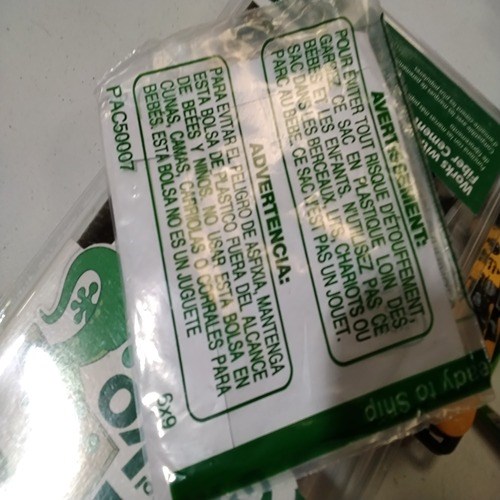 AVERTISSEMENT:
POUR ÉVITER TOUT RISQUE D'ÉTOUFFEMENT,
GARDEZ CE SAC EN PLASTIQUE LOIN DES
BÉBÉS ET LES ENFANTS. N'UTILISEZ PAS CE
SAC DANS LES BERCEAUX, LITS, CHARIOTS OU
PARC AU BEBE. CE SAC N'EST PAS UN JOUET.
ADVERTENCIA:
PARA EVITAR EL PELIGRO DE ASFIXIA, MANTENGA
ESTA BOLSA DE PLASTICO FUERA DEL ALCANCE
DE BEBES Y NIÑOS. NO USAR ESTA BOLSA EN
CUNAS, CAMAS, CARRIOLAS O CORRALES PARA
BEBES. ESTA BOLSA NO ES UN JUGUETE
PAC50007
6x9
Ready to Ship
Works with
Fiber cement